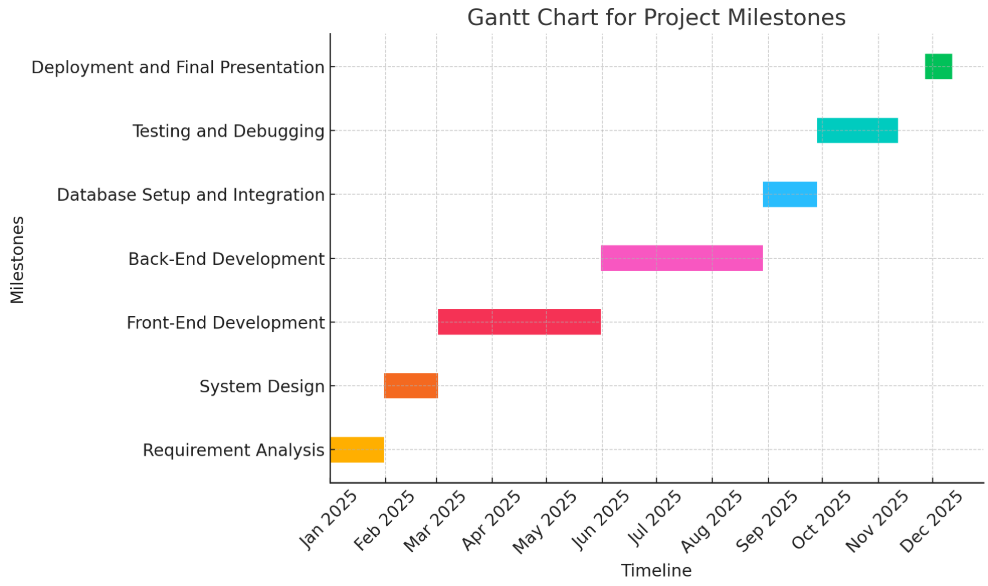 Gantt Chart for Project Milestones
Deployment and Final Presentation
Testing and Debugging
Database Setup and Integration
Back-End Development
Front-End Development
System Design
Requirement Analysis
Milestones
Jan 2025
Feb 2025
Mar 2025
Apr 2025
May 2025
Jun 2025
Jul 2025
Aug 2025
Sep 2025
Oct 2025
Nov 2025
Dec 2025
Timeline